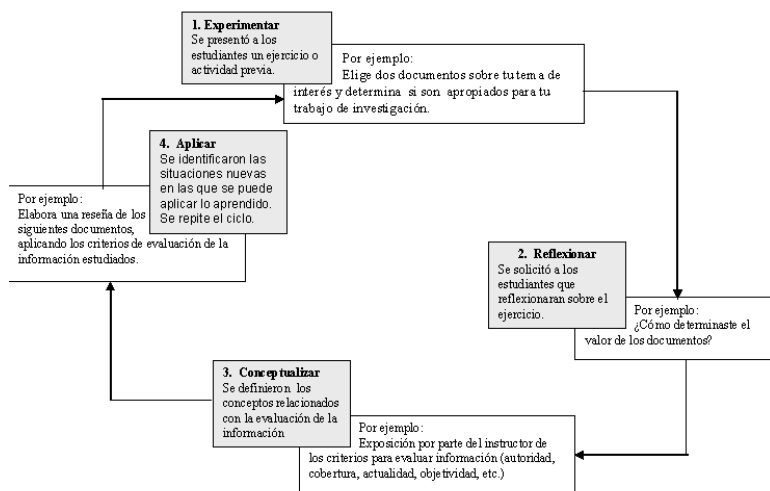 1. Experimentar
Se presentó a los
estudiantes un ejercicio o
actividad previa.
Por ejemplo:
Elige dos documentos sobre tu tema de
interés y determina si son apropiados para tu
trabajo de investigación.
2. Reflexionar
Se solicitó a los
estudiantes que
reflexionaran sobre el
ejercicio.
Por ejemplo:
¿Cómo determinaste el
valor de los documentos?
3. Conceptualizar
Se definieron los
conceptos relacionados
con la evaluación de la
información
Por ejemplo:
Exposición por parte del instructor de
los criterios para evaluar información (autoridad,
cobertura, actualidad, objetividad, etc.)
4. Aplicar
Se identificaron las
situaciones nuevas
en las que se puede
aplicar lo aprendido.
Se repite el ciclo.
Por ejemplo:
Elabora una reseña de los
siguientes documentos,
aplicando los criterios de evaluación de la
información estudiados.